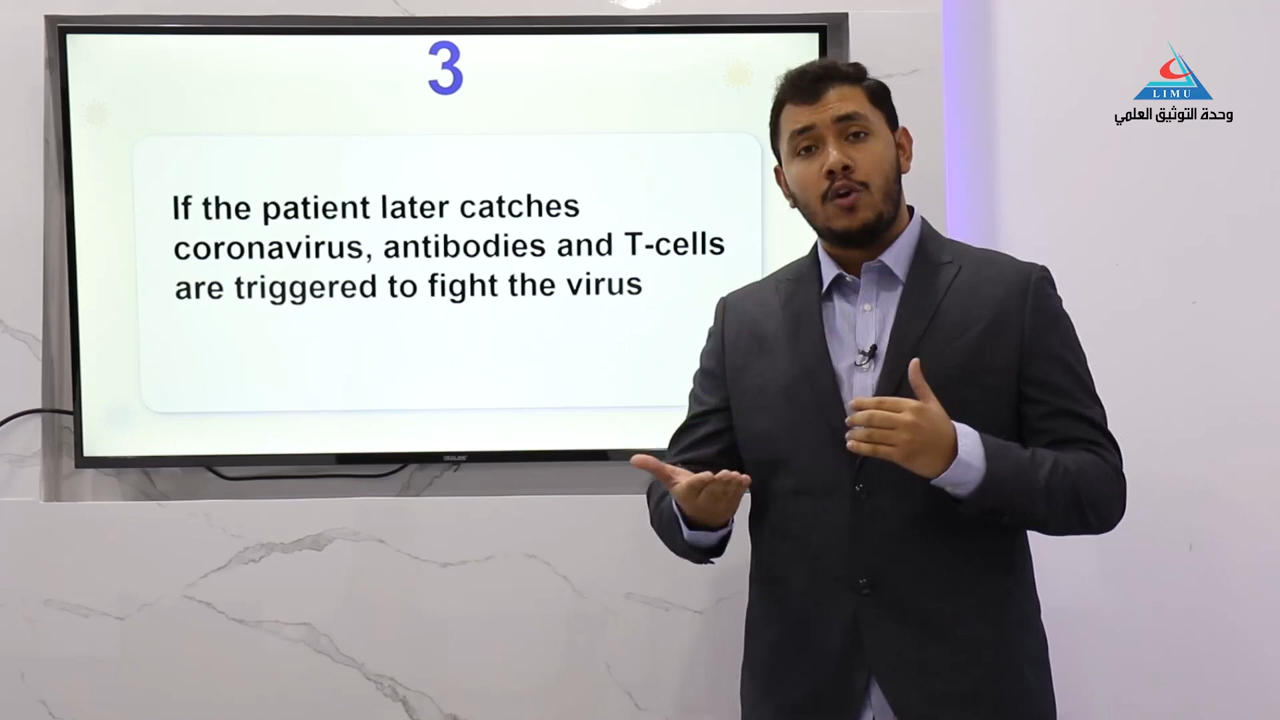 3
If the patient later catches
coronavirus, antibodies and T-cells
are triggered to fight the virus
LIMU
وحدة التوثيق العلمي